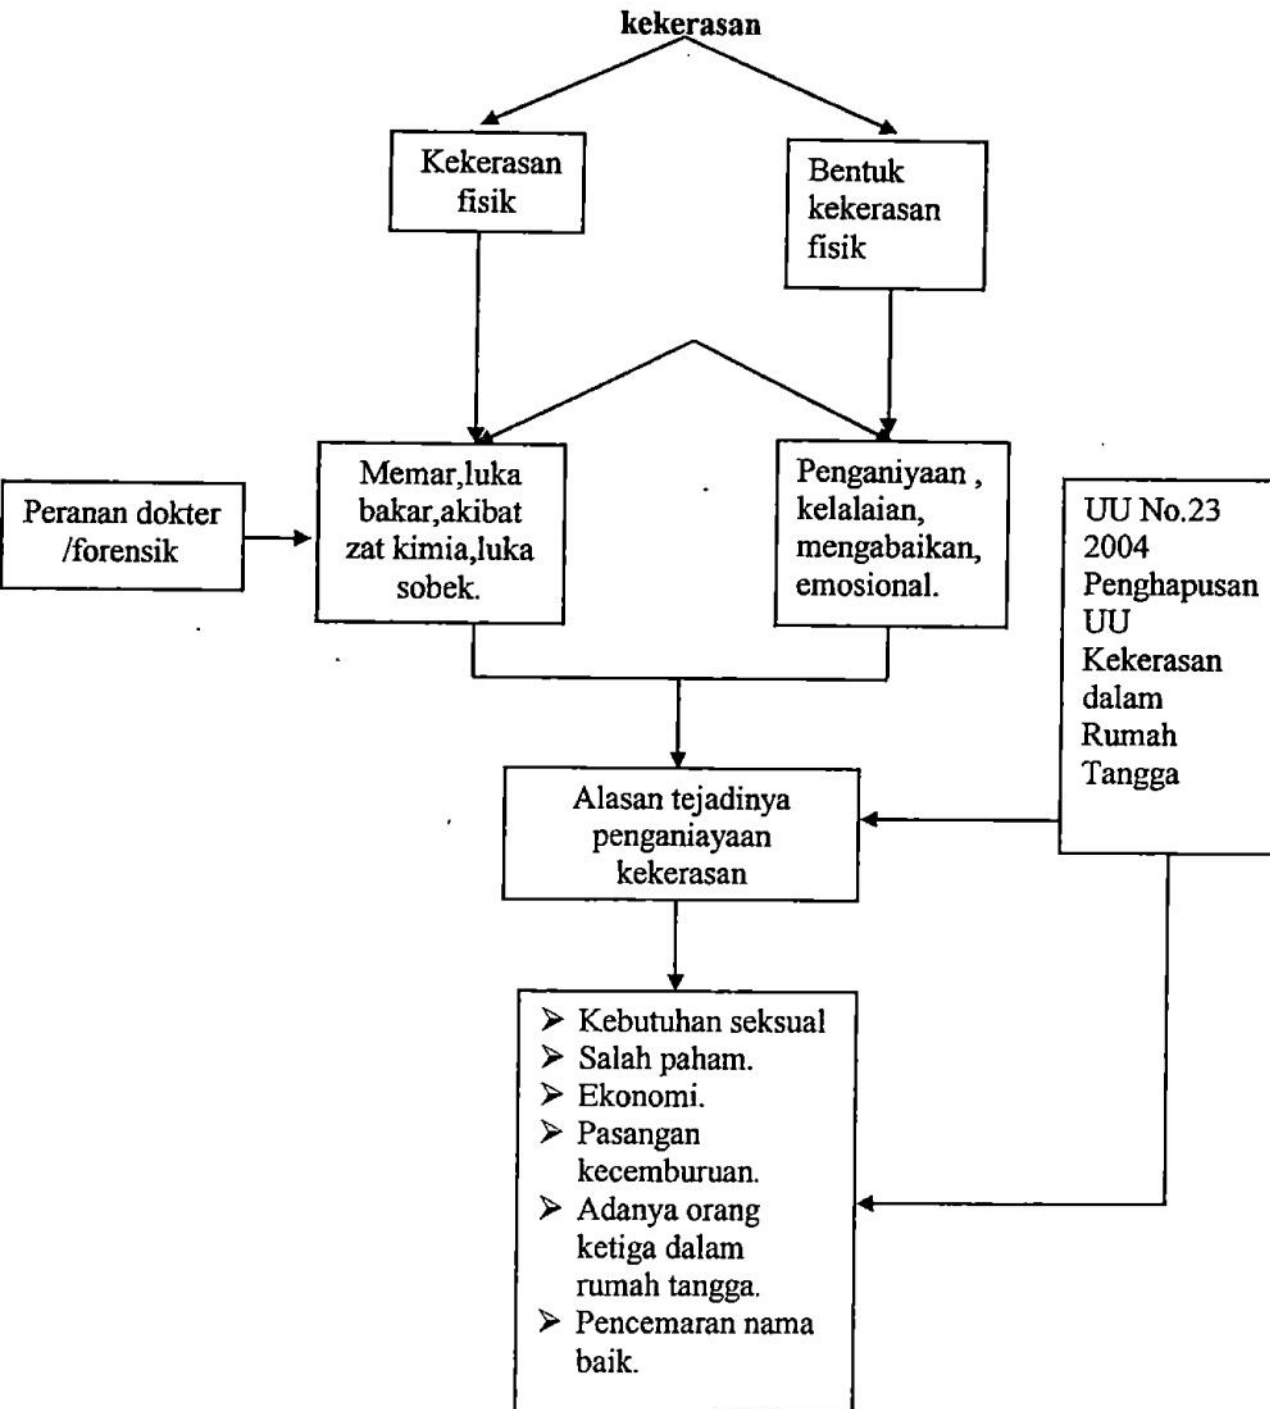 kekerasan
Kekerasan
fisik
Bentuk
kekerasan
fisik
Peranan dokter
/forensik
Memar,luka
bakar,akibat
zat kimia,luka
sobek.
Penganiyaan ,
kelalaian,
mengabaikan,
emosional.
UU No.23
2004
Penghapusan
UU
Kekerasan
dalam
Rumah
Tangga
Alasan tejadinya
penganiayaan
kekerasan
➢ Kebutuhan seksual
➢ Salah paham.
➢ Ekonomi.
➢ Pasangan
kecemburuan.
➢ Adanya orang
ketiga dalam
rumah tangga.
➢ Pencemaran nama
baik.